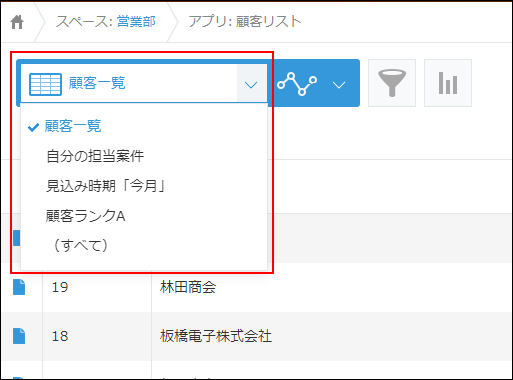 スペース: 営業部 アプリ: 顧客リスト
顧客一覧
顧客一覧
自分の担当案件
見込み時期「今月」
顧客ランクA
（すべて）
19 林田商会
18 板橋電子株式会社